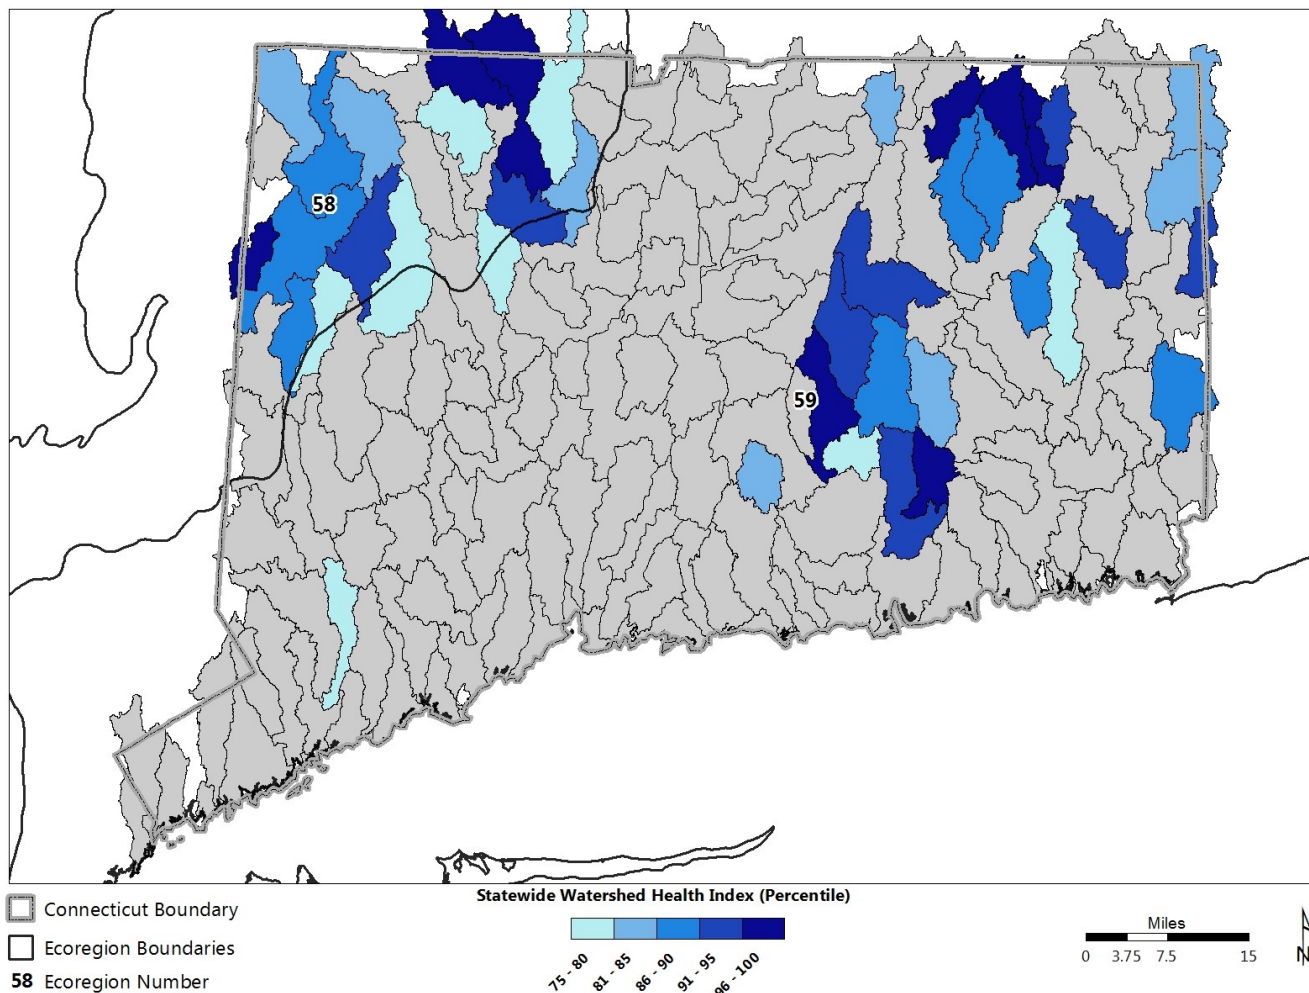 58
59
Connecticut Boundary
Ecoregion Boundaries
58 Ecoregion Number
Statewide Watershed Health Index (Percentile)
75 - 80
81 - 85
86 - 90
91 - 95
96 - 100
Miles
0 3.75 7.5 15
N